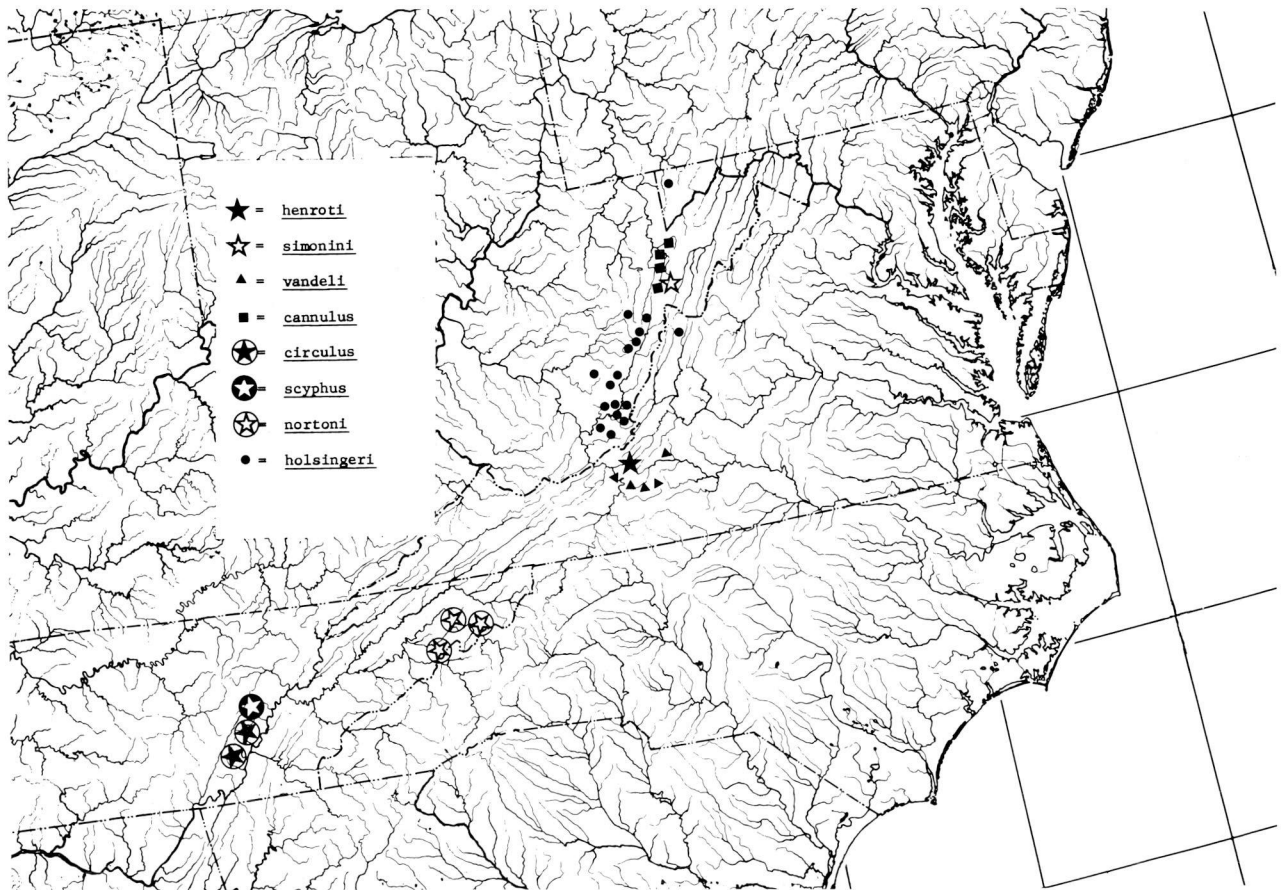 = henroti
= simonini
= vandeli
= cannulus
= circulus
= scyphus
= nortoni
= holsingeri